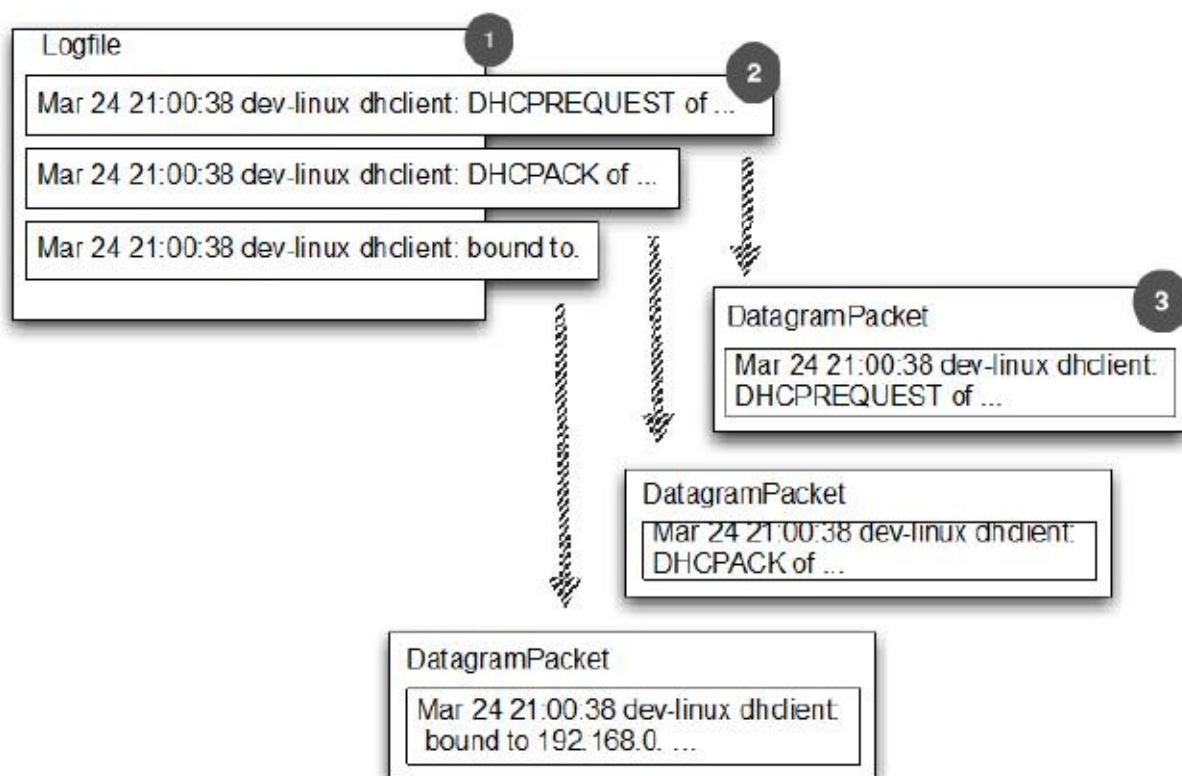 Logfile
1
Mar 24 21:00:38 dev-linux dhclient: DHCPREQUEST of ...
2
Mar 24 21:00:38 dev-linux dhclient: DHCPACK of ...
Mar 24 21:00:38 dev-linux dhclient: bound to.
DatagramPacket
3
Mar 24 21:00:38 dev-linux dhclient:
DHCPREQUEST of ...
DatagramPacket
Mar 24 21:00:38 dev-linux dhclient:
DHCPACK of ...
DatagramPacket
Mar 24 21:00:38 dev-linux dhclient:
bound to 192.168.0. ...